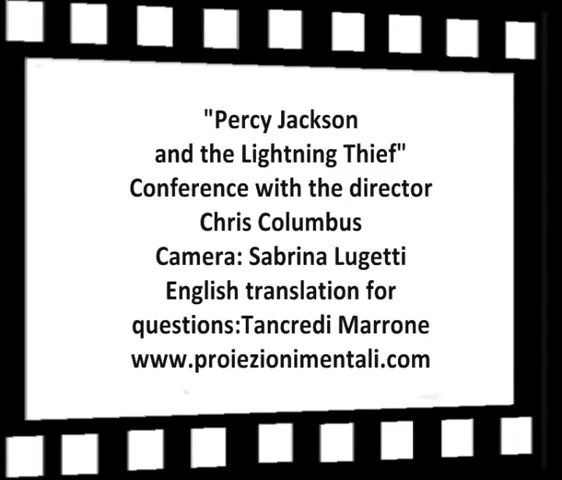 "Percy Jackson
and the Lightning Thief"
Conference with the director
Chris Columbus
Camera: Sabrina Lugetti
English translation for
questions:Tancredi Marrone
www.proiezionimentali.com